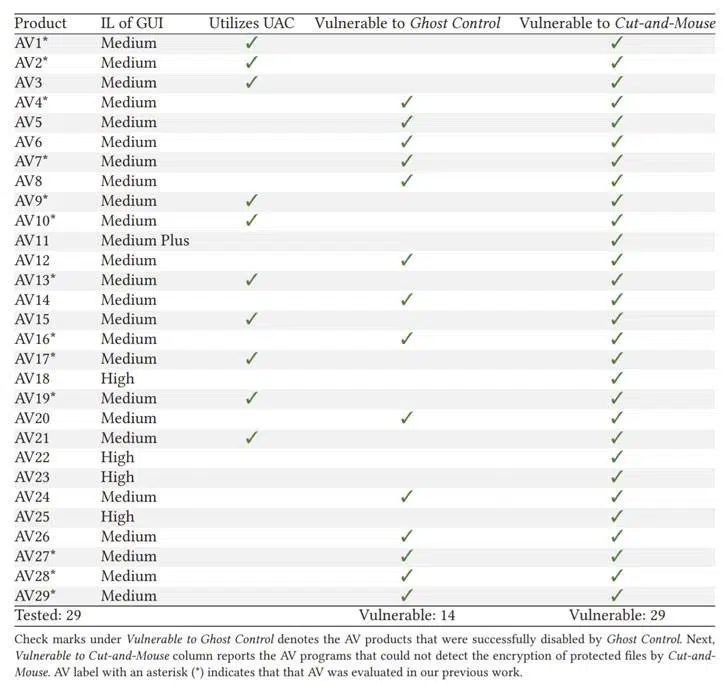 Product IL of GUI Utilizes UAC Vulnerable to Ghost Control Vulnerable to Cut-and-Mouse
AV1* Medium ✓ ✓
AV2* Medium ✓ ✓
AV3 Medium ✓ ✓
AV4* Medium ✓ ✓
AV5 Medium ✓ ✓
AV6 Medium ✓ ✓
AV7* Medium ✓ ✓
AV8 Medium ✓ ✓
AV9* Medium ✓ ✓
AV10* Medium ✓ ✓
AV11 Medium Plus ✓
AV12 Medium ✓ ✓
AV13* Medium ✓ ✓
AV14 Medium ✓ ✓
AV15 Medium ✓ ✓
AV16* Medium ✓ ✓
AV17* Medium ✓ ✓
AV18 High ✓
AV19* Medium ✓ ✓
AV20 Medium ✓ ✓
AV21 Medium ✓ ✓
AV22 High ✓
AV23 High ✓
AV24 Medium ✓ ✓
AV25 High ✓
AV26 Medium ✓ ✓
AV27* Medium ✓ ✓
AV28* Medium ✓ ✓
AV29* Medium ✓ ✓
Tested: 29 Vulnerable: 14 Vulnerable: 29
Check marks under Vulnerable to Ghost Control denotes the AV products that were successfully disabled by Ghost Control. Next,
Vulnerable to Cut-and-Mouse column reports the AV programs that could not detect the encryption of protected files by Cut-and-
Mouse. AV label with an asterisk (*) indicates that that AV was evaluated in our previous work.